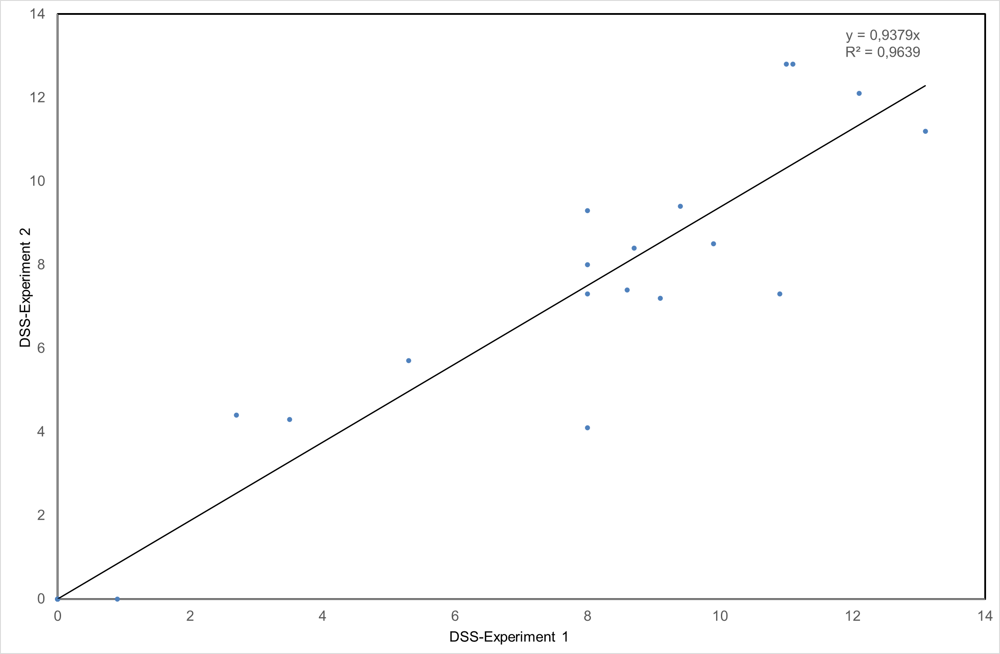 14
12
10
8
6
4
2
0
DSS-Experiment 2
y = 0,9379x
R² = 0,9639
0 2 4 6 8 10 12 14
DSS-Experiment 1